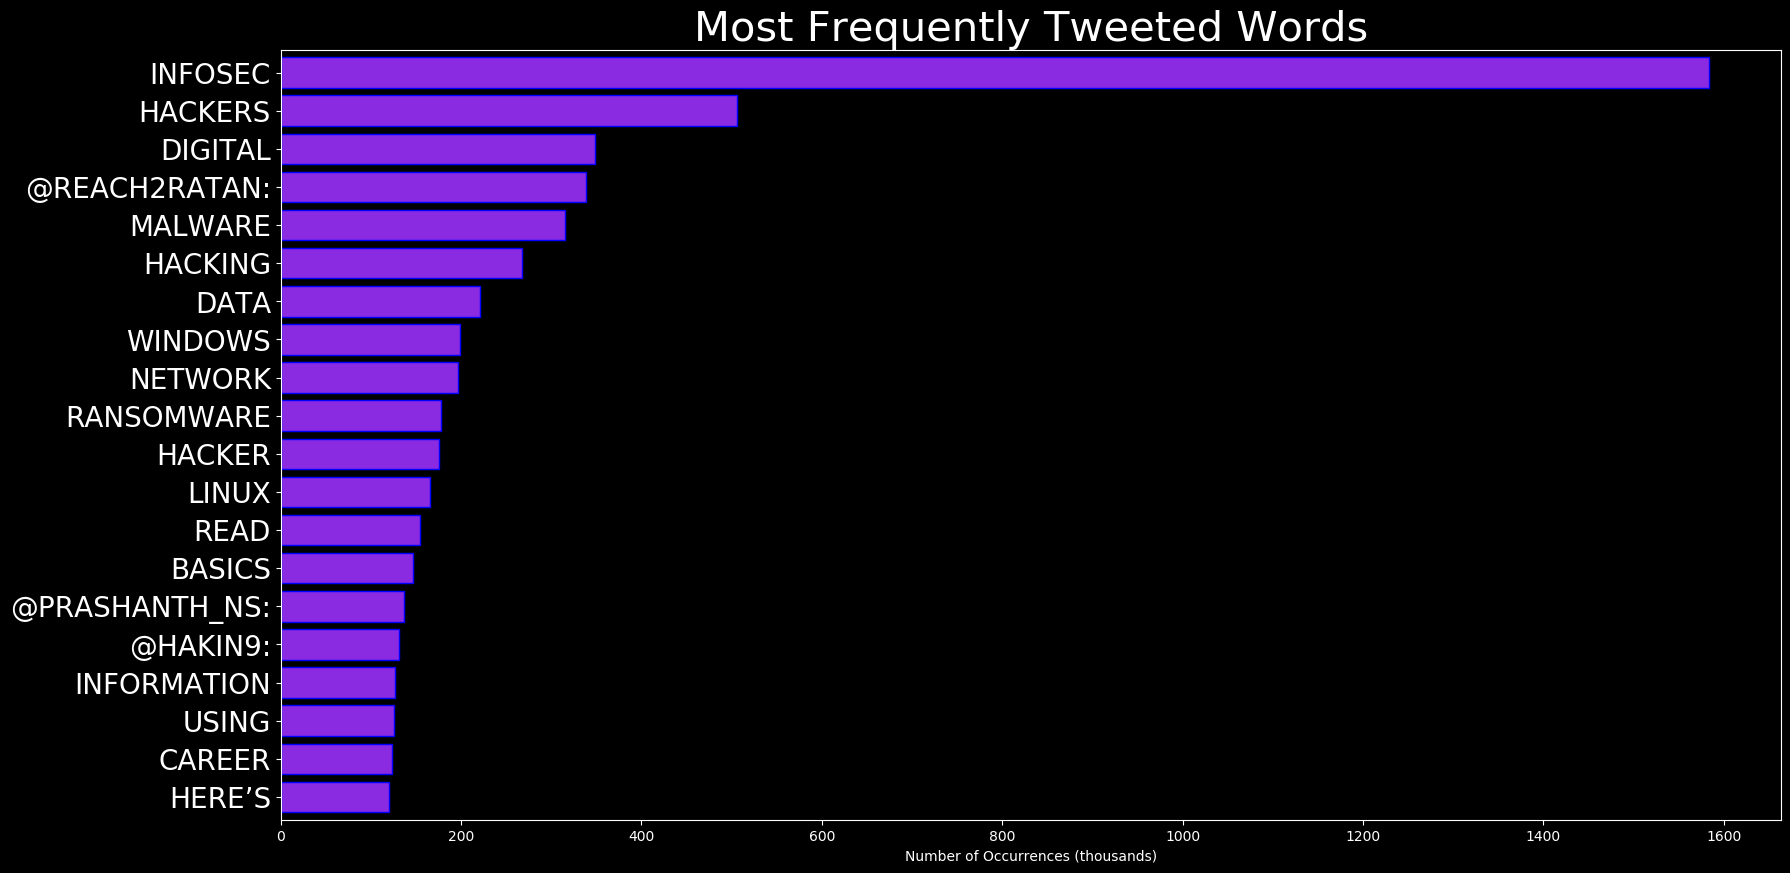 Most Frequently Tweeted Words
INFOSEC
HACKERS
DIGITAL
@REACH2RATAN:
MALWARE
HACKING
DATA
WINDOWS
NETWORK
RANSOMWARE
HACKER
LINUX
READ
BASICS
@PRASHANTH_NS:
@HAKIN9:
INFORMATION
USING
CAREER
HERE’S
0 200 400 600 800 1000 1200 1400 1600
Number of Occurrences (thousands)